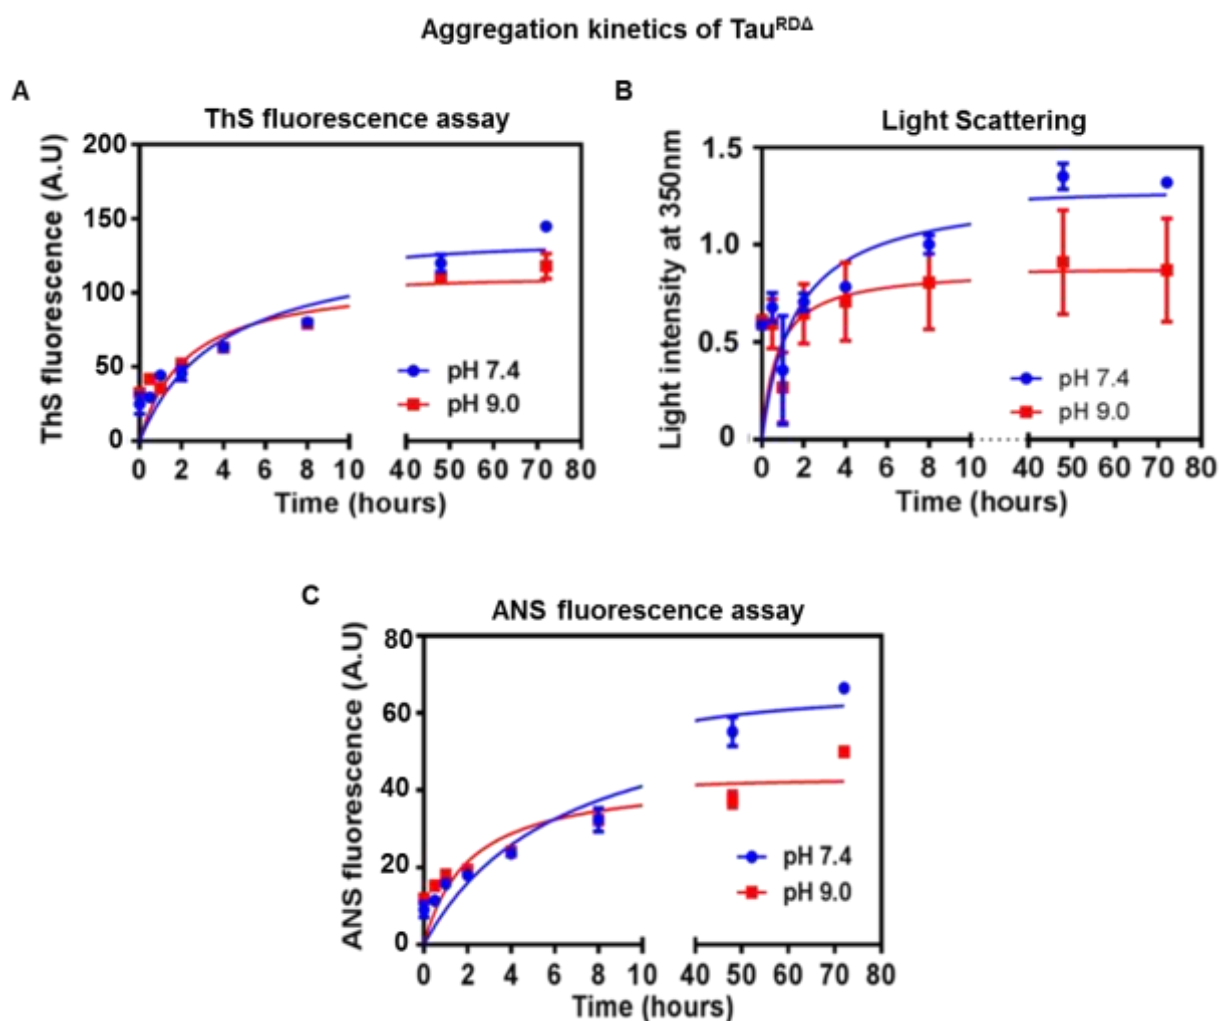 Aggregation kinetics of Tau^RDΔ
A
ThS fluorescence assay
ThS fluorescence (A.U)
200
150
100
50
0
pH 7.4
pH 9.0
0 2 4 6 8 10 40 50 60 70 80
Time (hours)
B
Light Scattering
Light intensity at 350nm
1.5
1.0
0.5
0
pH 7.4
pH 9.0
0 2 4 6 8 10 40 50 60 70 80
Time (hours)
C
ANS fluorescence assay
ANS fluorescence (A.U)
80
60
40
20
0
pH 7.4
pH 9.0
0 2 4 6 8 10 40 50 60 70 80
Time (hours)